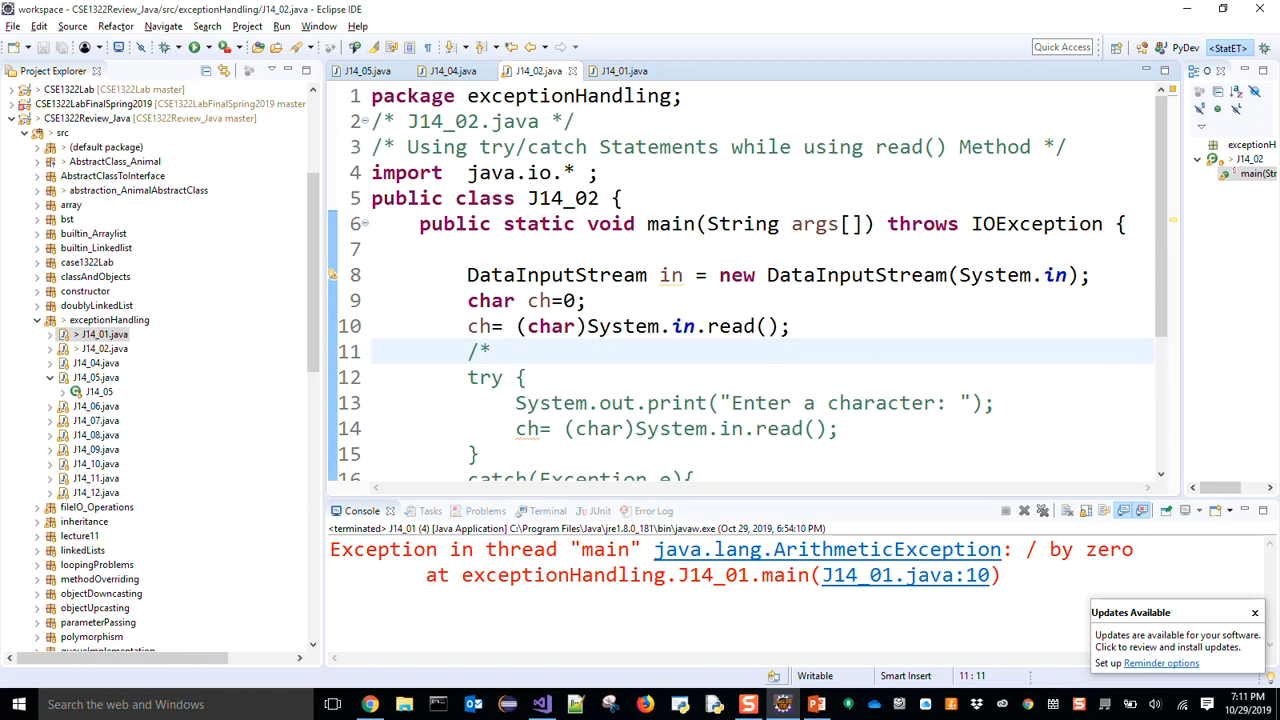 workspace - CSE1322Review_Java/src/exceptionHandling/J14_02.java - Eclipse IDE
File Edit Source Refactor Navigate Search Project Run Window Help
Quick Access
PyDev
<StatET>
Project Explorer
J14_05.java
J14_04.java
J14_02.java
J14_01.java
> CSE1322Lab [CSE1322Lab master]
CSE1322LabFinalSpring2019 [CSE1322LabFinalSpring2019 master
> CSE1322Review_Java [CSE1322Review_Java master]
> src
> (default package)
> AbstractClass_Animal
AbstractClassToInterface
> abstraction_AnimalAbstractClass
array
bst
builtin_Arraylist
builtin_Linkedlist
case1322Lab
classAndObjects
constructor
doublyLinkedList
> exceptionHandling
> J14_01.java
> J14_02.java
J14_04.java
J14_05.java
J14_05
J14_06.java
J14_07.java
J14_08.java
J14_09.java
J14_10.java
J14_11.java
J14_12.java
fileIO_Operations
inheritance
lecture11
linkedLists
loopingProblems
methodOverriding
objectDowncasting
objectUpcasting
parameterPassing
polymorphism
1 package exceptionHandling;
2 /* J14_02.java */
3 /* Using try/catch Statements while using read() Method */
4 import java.io.* ;
5 public class J14_02 {
6 public static void main(String args[]) throws IOException {
7
8 DataInputStream in = new DataInputStream(System.in);
9 char ch=0;
10 ch= (char)System.in.read();
11 /*
12 try {
13 System.out.print("Enter a character: ");
14 ch= (char)System.in.read();
15 }
16 catch(Exception e){
exceptionH
J14_02
main(Str
Console
Tasks
Problems
Terminal
JUnit
Error Log
<terminated> J14_01 (4) [Java Application] C:\Program Files\Java\jre1.8.0_181\bin\javaw.exe (Oct 29, 2019, 6:54:10 PM)
Exception in thread "main" java.lang.ArithmeticException: / by zero
at exceptionHandling.J14_01.main(J14_01.java:10)
Updates Available
Updates are available for your software.
Click to review and install updates.
Set up Reminder options
Writable
Smart Insert
11 : 11
Search the web and Windows
7:11 PM
10/29/2019